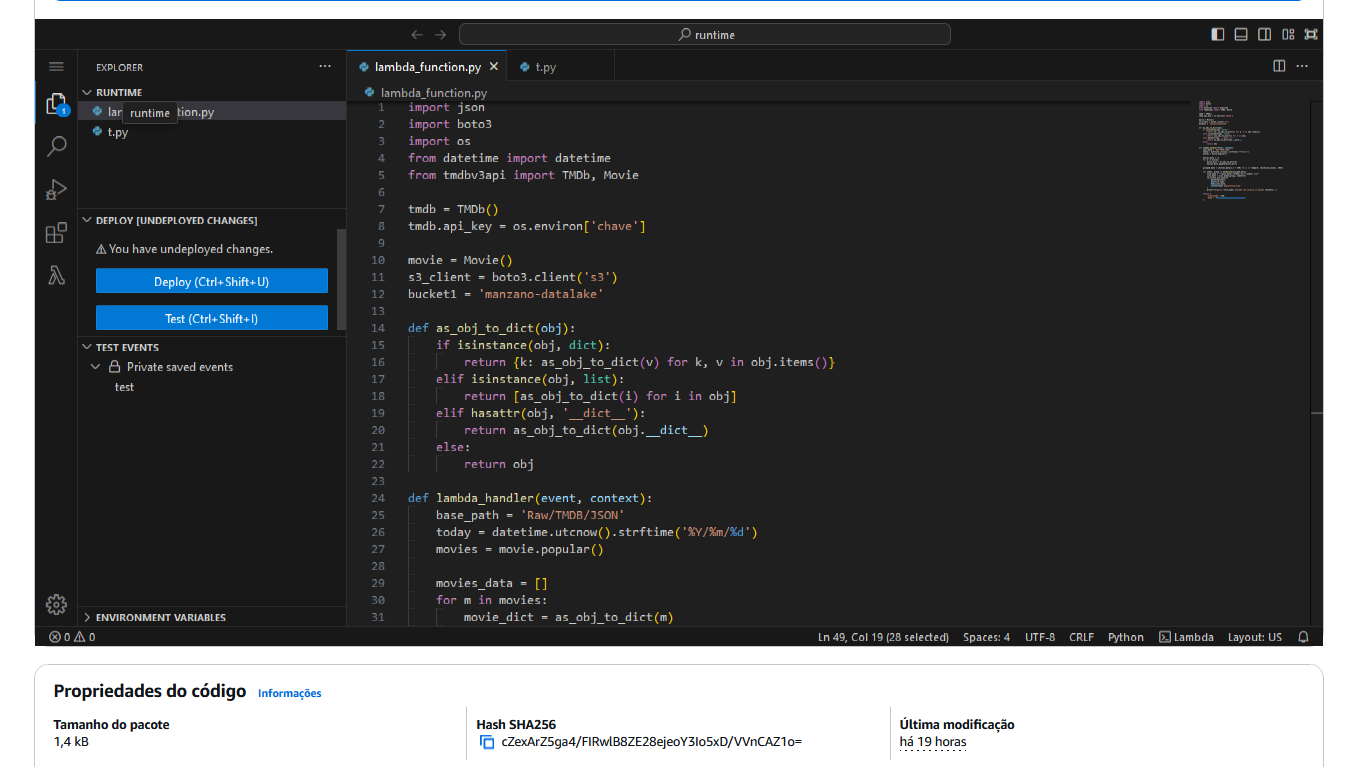 runtime
EXPLORER
RUNTIME
lambda_function.py
runtime
t.py
1
DEPLOY [UNDEPLOYED CHANGES]
You have undeployed changes.
Deploy (Ctrl+Shift+U)
Test (Ctrl+Shift+I)
TEST EVENTS
Private saved events
test
ENVIRONMENT VARIABLES
lambda_function.py
t.py
lambda_function.py
1 import json
2 import boto3
3 import os
4 from datetime import datetime
5 from tmdbv3api import TMDb, Movie
6
7 tmdb = TMDb()
8 tmdb.api_key = os.environ['chave']
9
10 movie = Movie()
11 s3_client = boto3.client('s3')
12 bucket1 = 'manzano-datalake'
13
14 def as_obj_to_dict(obj):
15 if isinstance(obj, dict):
16 return {k: as_obj_to_dict(v) for k, v in obj.items()}
17 elif isinstance(obj, list):
18 return [as_obj_to_dict(i) for i in obj]
19 elif hasattr(obj, '__dict__'):
20 return as_obj_to_dict(obj.__dict__)
21 else:
22 return obj
23
24 def lambda_handler(event, context):
25 base_path = 'Raw/TMDB/JSON'
26 today = datetime.utcnow().strftime('%Y/%m/%d')
27 movies = movie.popular()
28
29 movies_data = []
30 for m in movies:
31 movie_dict = as_obj_to_dict(m)
0 0
Ln 49, Col 19 (28 selected) Spaces: 4 UTF-8 CRLF Python Lambda Layout: US
Propriedades do código Informações
Tamanho do pacote
1,4 kB
Hash SHA256
cZexArZ5ga4/FIRwlB8ZE28ejeoY3Io5xD/VVnCAZ1o=
Última modificação
há 19 horas